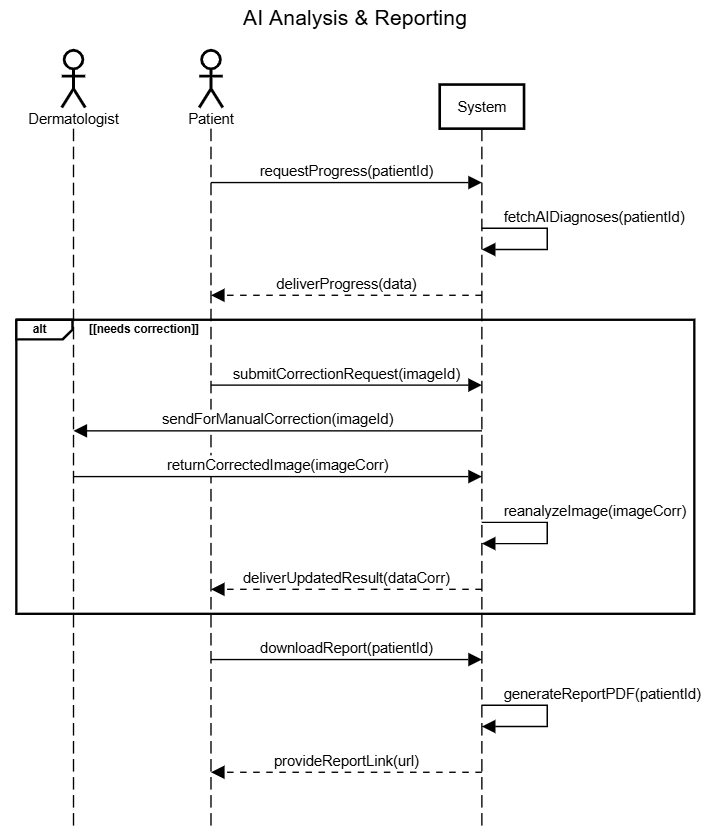 AI Analysis & Reporting
Dermatologist
Patient
System
requestProgress(patientId)
fetchAIDiagnoses(patientId)
deliverProgress(data)
alt
[[needs correction]]
submitCorrectionRequest(imageId)
sendForManualCorrection(imageId)
returnCorrectedImage(imageCorr)
reanalyzeImage(imageCorr)
deliverUpdatedResult(dataCorr)
downloadReport(patientId)
generateReportPDF(patientId)
provideReportLink(url)